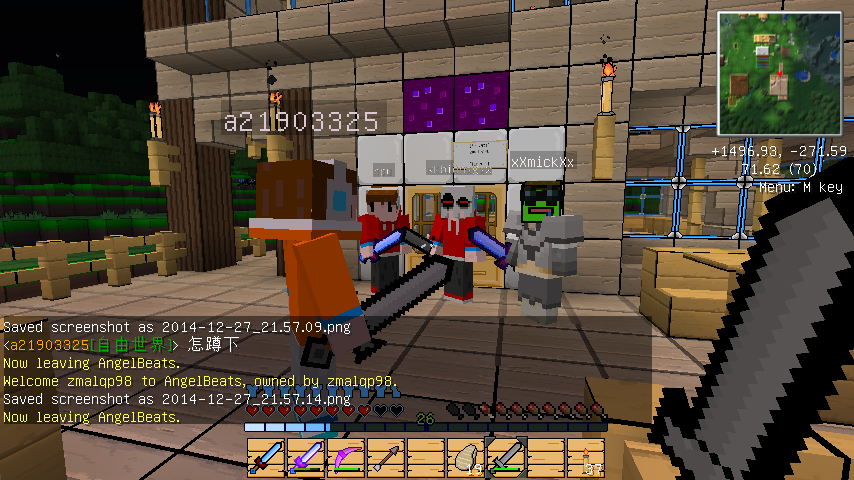 a21903325
xXmickXx
+1496.93, -271.59
71.62 (70)
Menu: M key
Saved screenshot as 2014-12-27_21.57.09.png
<a21903325[自由世界]> 怎蹲下
Now leaving AngelBeats.
Welcome zmalqp98 to AngelBeats, owned by zmalqp98.
Saved screenshot as 2014-12-27_21.57.14.png
Now leaving AngelBeats.
26
19
37